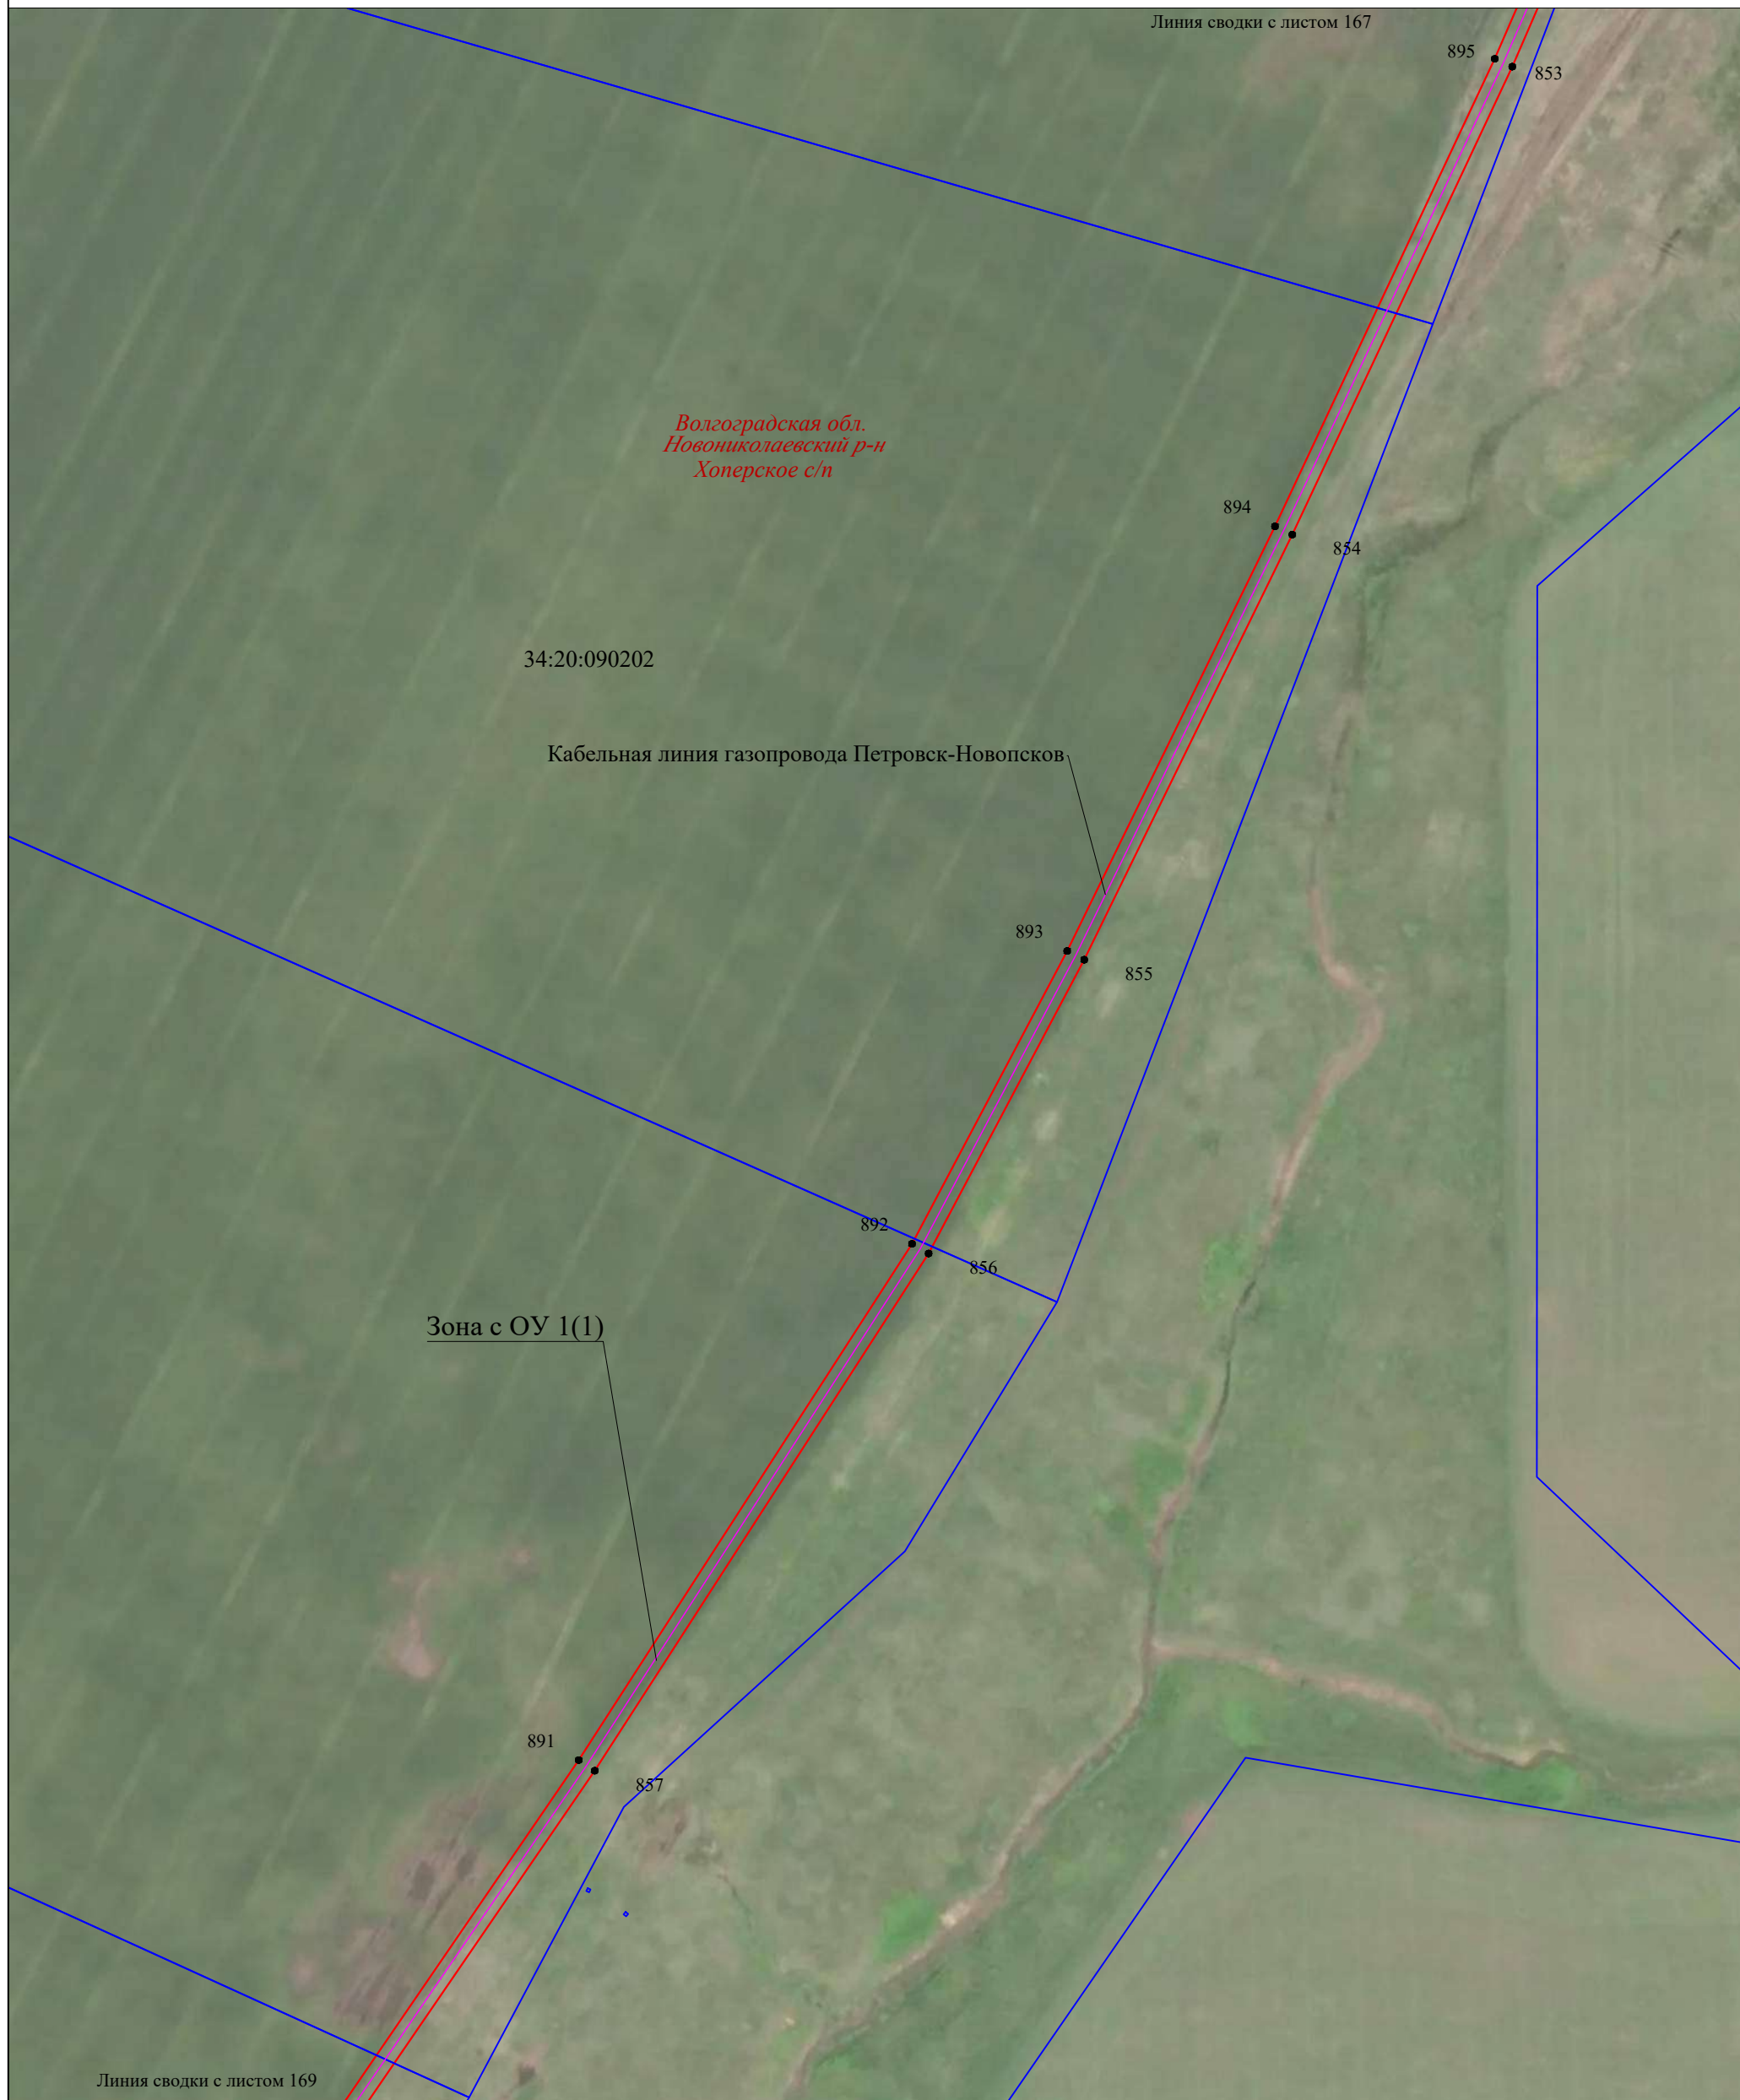 Линия сводки с листом 167
895
853
Волгоградская обл.
Новониколаевский р-н
Хоперское с/п
894
854
34:20:090202
Кабельная линия газопровода Петровск-Новопсков
893
855
892
856
Зона с ОУ 1(1)
891
857
Линия сводки с листом 169